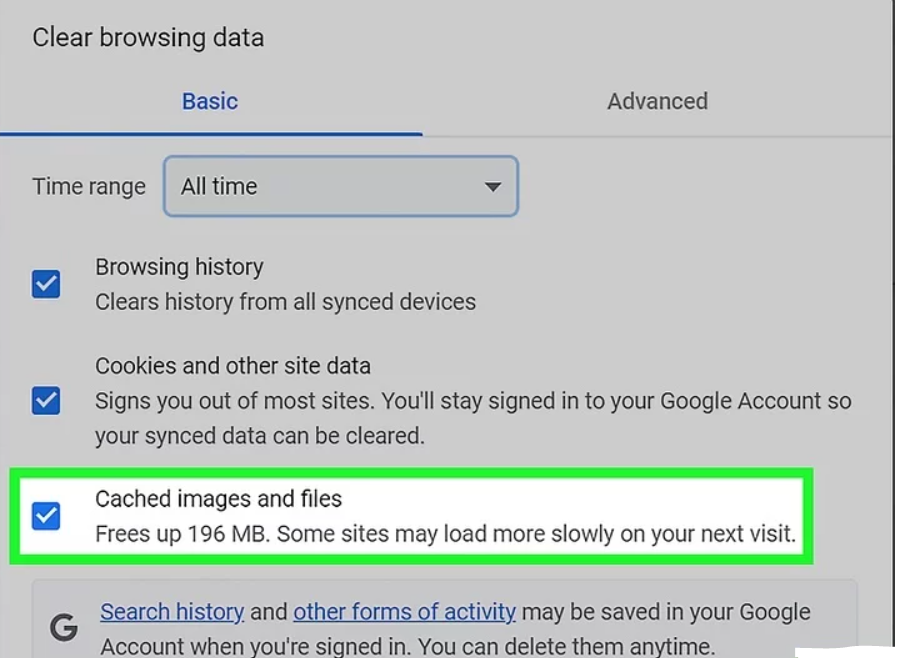 Clear browsing data
Basic
Advanced
Time range
All time
Browsing history
Clears history from all synced devices
Cookies and other site data
Signs you out of most sites. You'll stay signed in to your Google Account so
your synced data can be cleared.
Cached images and files
Frees up 196 MB. Some sites may load more slowly on your next visit.
G
Search history and other forms of activity may be saved in your Google
Account when you're signed in. You can delete them anytime.